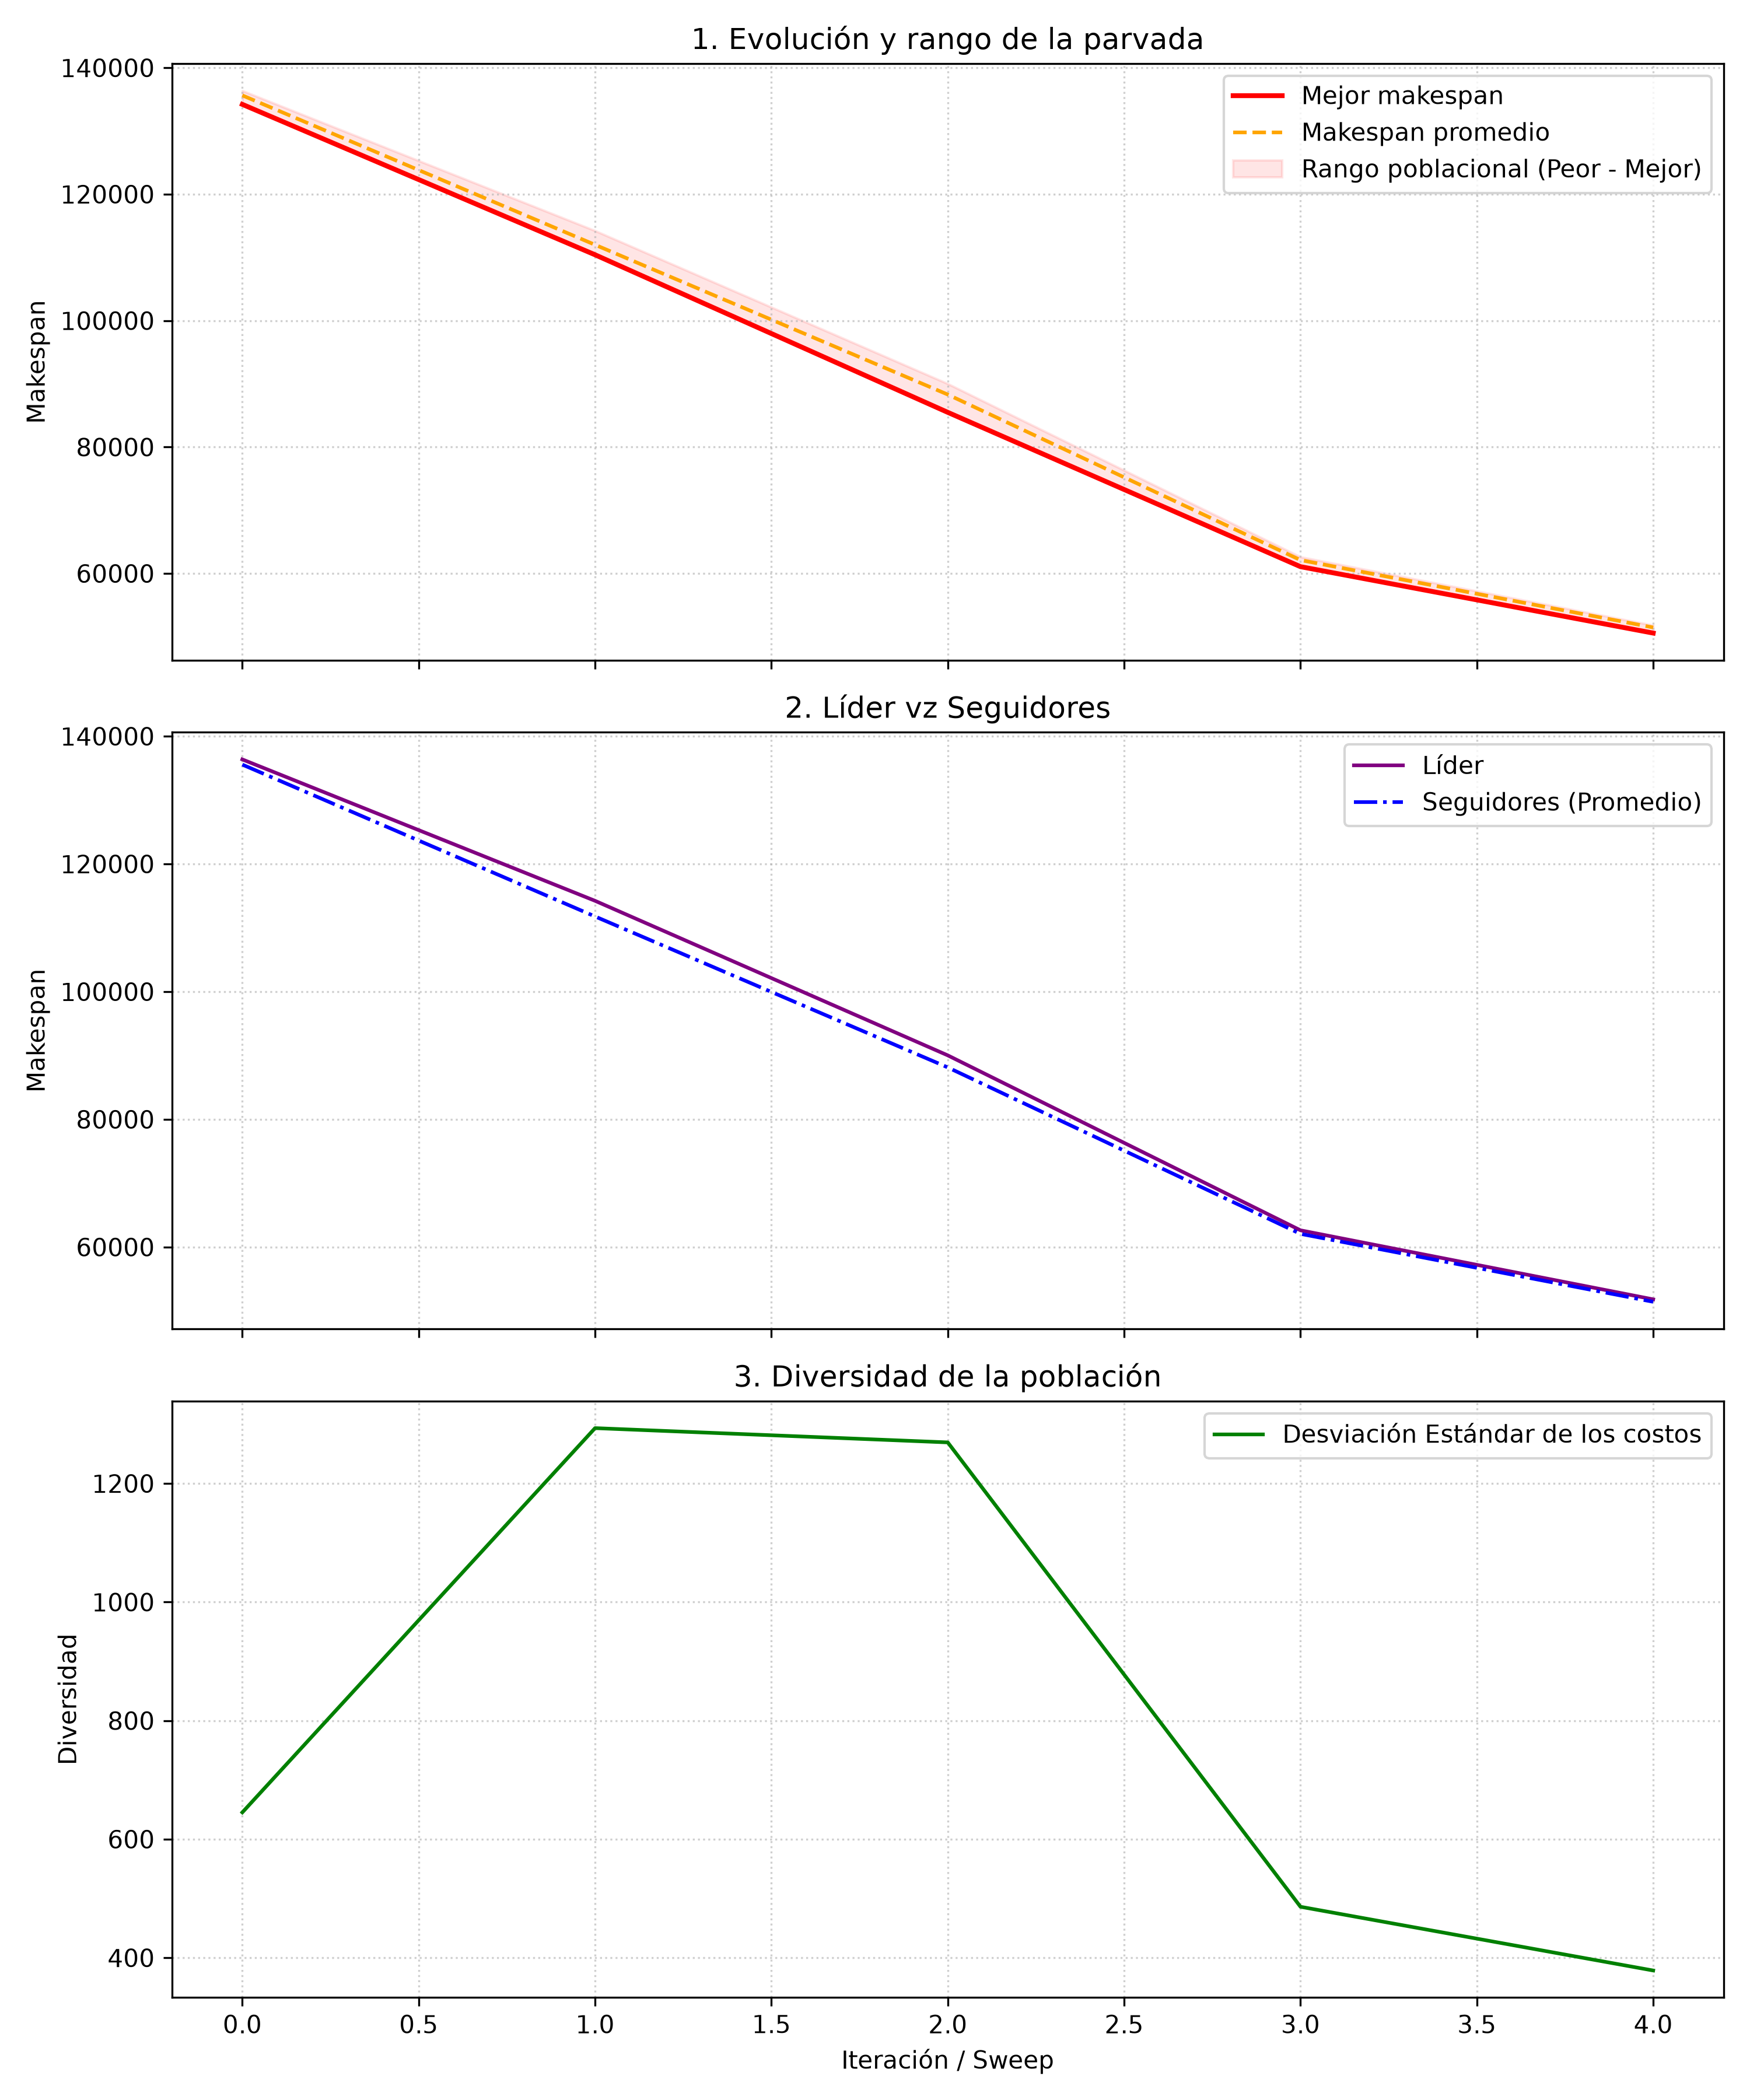 1. Evolución y rango de la parvada
140000
120000
100000
80000
60000
Makespan
Mejor makespan
Makespan promedio
Rango poblacional (Peor - Mejor)
2. Líder vz Seguidores
140000
120000
100000
80000
60000
Makespan
Líder
Seguidores (Promedio)
3. Diversidad de la población
1200
1000
800
600
400
Diversidad
Desviación Estándar de los costos
0.0 0.5 1.0 1.5 2.0 2.5 3.0 3.5 4.0
Iteración / Sweep